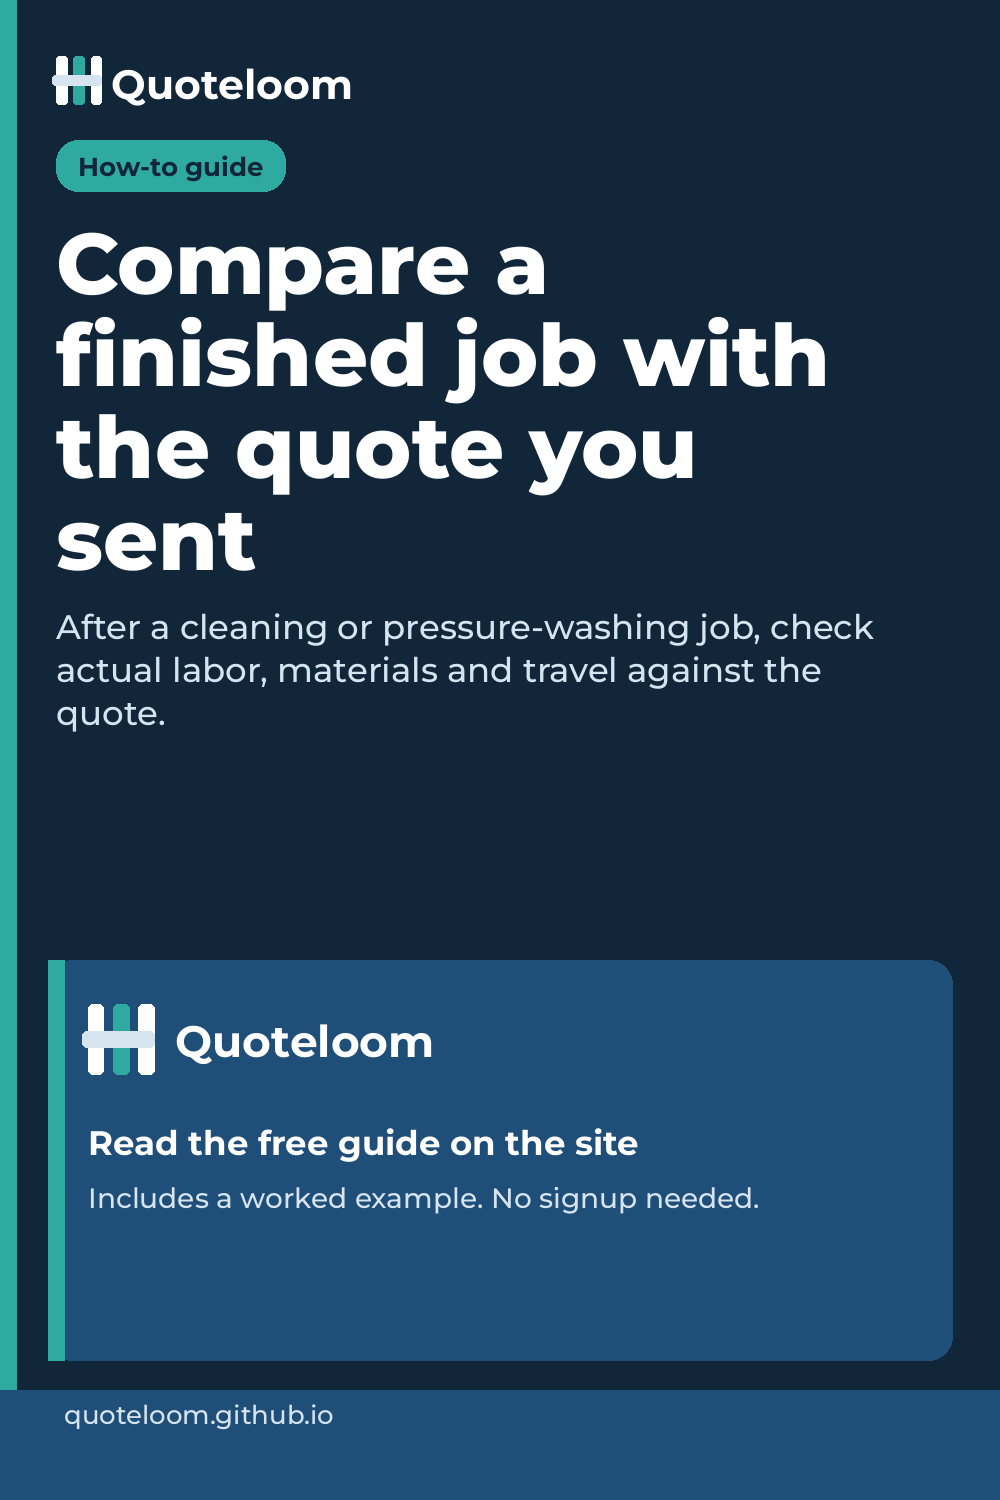 Quoteloom
How-to guide
Compare a
finished job with
the quote you
sent
After a cleaning or pressure-washing job, check
actual labor, materials and travel against the
quote.
Quoteloom
Read the free guide on the site
Includes a worked example. No signup needed.
quoteloom.github.io